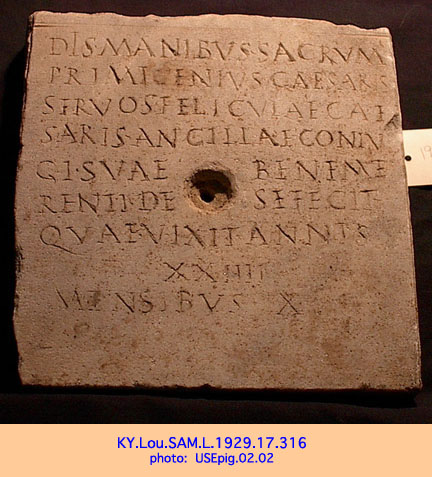 DIS MANIBVS SACRVM
PRIMIGENIVS CAESARIS
SERVOS FELICVLAE CAE
SARIS·ANCILLAE CONIV
GI·SVAE BENEME
RENTI·DE SE FECIT
QVAE VIXIT ANNIS
XXIIII
MENSIBVS X
19
KY.Lou.SAM.L.1929.17.316
photo: USEpig.02.02